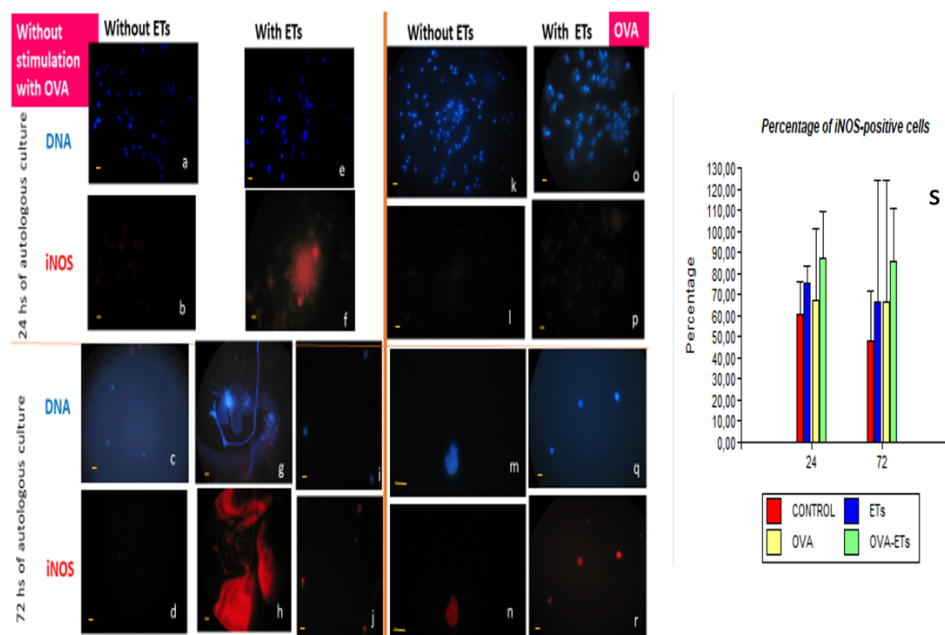 Without
stimulation
with OVA
Without ETs
With ETs
Without ETs
With ETs
OVA
24 hs of autologous culture
DNA
a
e
k
o
iNOS
b
f
l
p
72 hs of autologous culture
DNA
c
g
i
m
q
iNOS
d
h
j
n
r
Percentage of iNOS-positive cells
S
Percentage
130,00
120,00
110,00
100,00
90,00
80,00
70,00
60,00
50,00
40,00
30,00
20,00
10,00
0,00
24
72
CONTROL
ETs
OVA
OVA-ETs